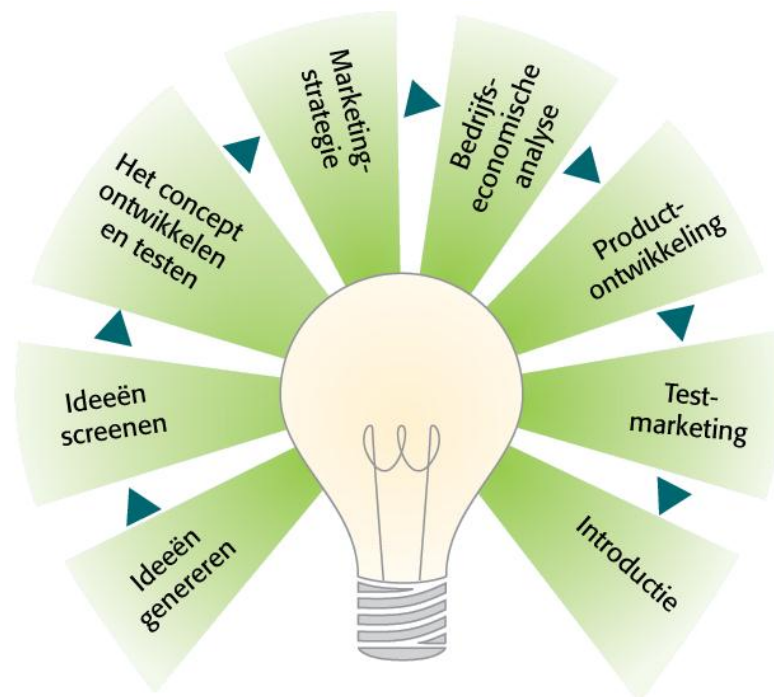 Ideeën
genereren
Ideeën
screenen
Het concept
ontwikkelen
en testen
Marketing-
strategie
Bedrijfs-
economische
analyse
Product-
ontwikkeling
Test-
marketing
Introductie